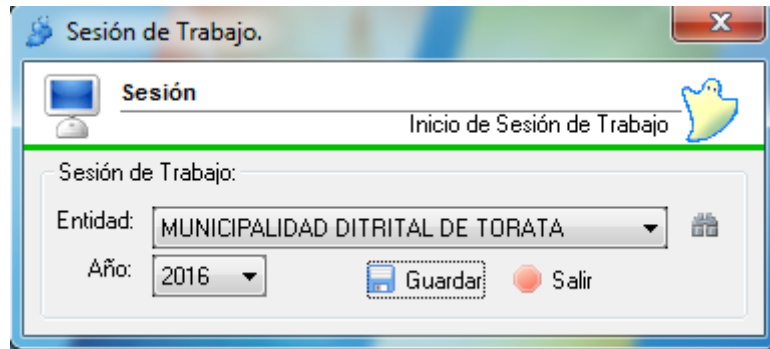 Sesión de Trabajo.
Sesión
Inicio de Sesión de Trabajo
Sesión de Trabajo:
Entidad: MUNICIPALIDAD DITRITAL DE TORATA
Año: 2016 Guardar Salir